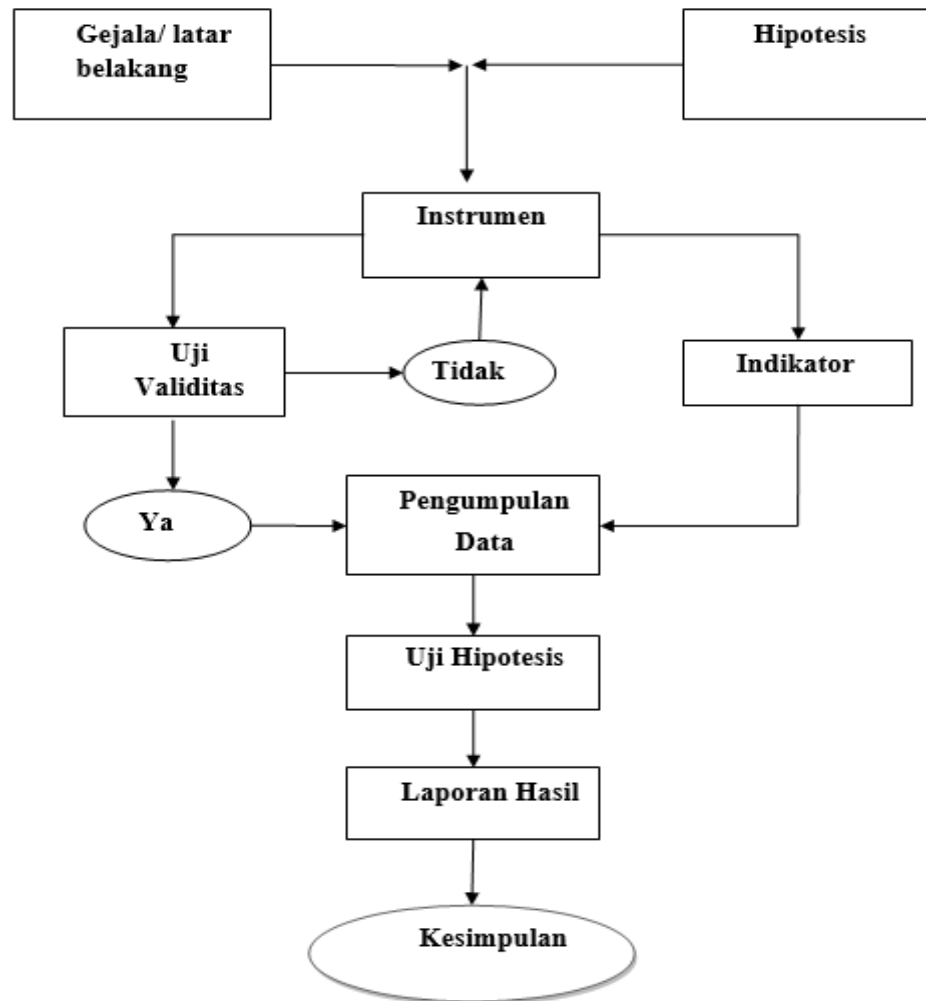 Gejala/ latar
belakang
Hipotesis
Instrumen
Uji
Validitas
Tidak
Indikator
Ya
Pengumpulan
Data
Uji Hipotesis
Laporan Hasil
Kesimpulan